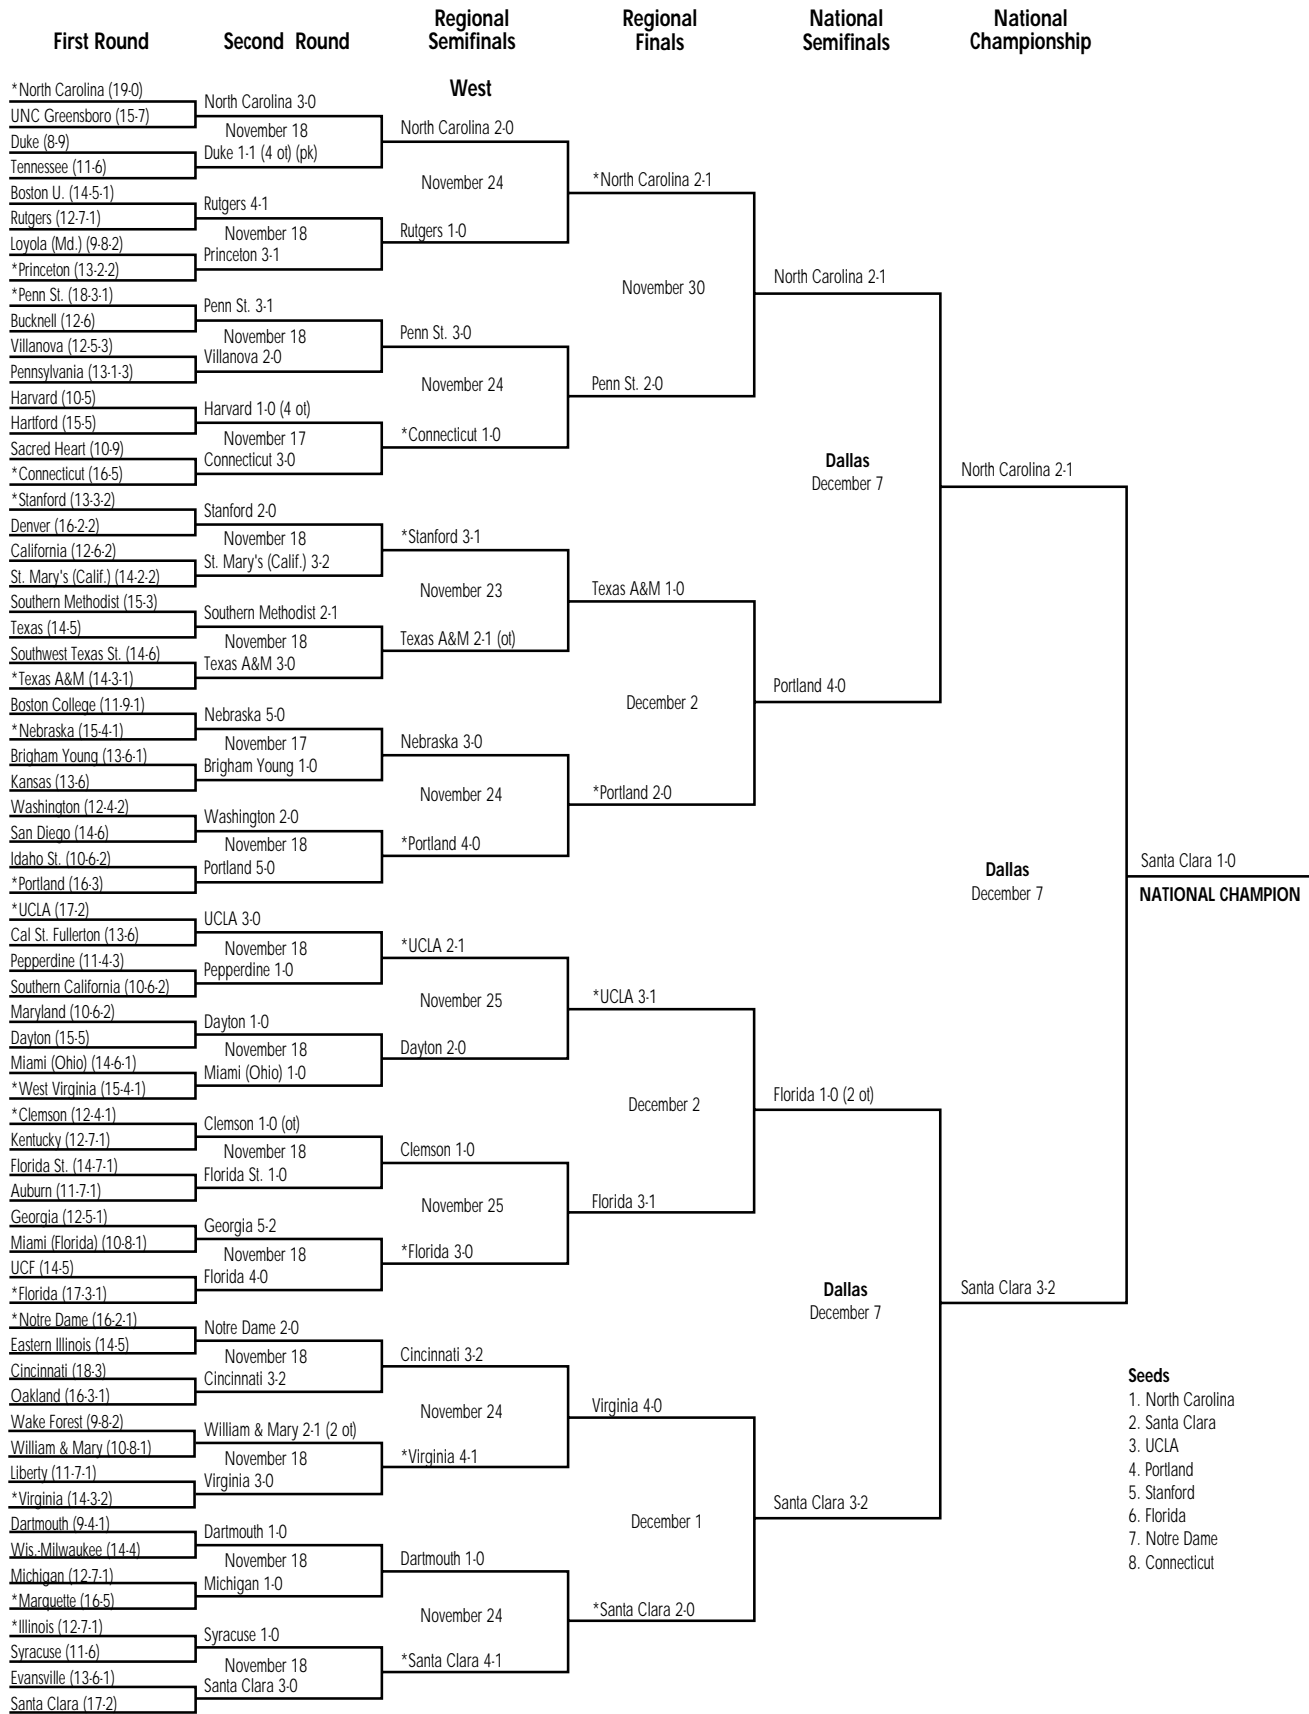 First Round
Second Round
Regional
Semifinals
Regional
Finals
National
Semifinals
National
Championship
West
*North Carolina (19-0)
UNC Greensboro (15-7)
Duke (8-9)
Tennessee (11-6)
Boston U. (14-5-1)
Rutgers (12-7-1)
Loyola (Md.) (9-8-2)
*Princeton (13-2-2)
*Penn St. (18-3-1)
Bucknell (12-6)
Villanova (12-5-3)
Pennsylvania (13-1-3)
Harvard (10-5)
Hartford (15-5)
Sacred Heart (10-9)
*Connecticut (16-5)
*Stanford (13-3-2)
Denver (16-2-2)
California (12-6-2)
St. Mary's (Calif.) (14-2-2)
Southern Methodist (15-3)
Texas (14-5)
Southwest Texas St. (14-6)
*Texas A&M (14-3-1)
Boston College (11-9-1)
*Nebraska (15-4-1)
Brigham Young (13-6-1)
Kansas (13-6)
Washington (12-4-2)
San Diego (14-6)
Idaho St. (10-6-2)
*Portland (16-3)
*UCLA (17-2)
Cal St. Fullerton (13-6)
Pepperdine (11-4-3)
Southern California (10-6-2)
Maryland (10-6-2)
Dayton (15-5)
Miami (Ohio) (14-6-1)
*West Virginia (15-4-1)
*Clemson (12-4-1)
Kentucky (12-7-1)
Florida St. (14-7-1)
Auburn (11-7-1)
Georgia (12-5-1)
Miami (Florida) (10-8-1)
UCF (14-5)
*Florida (17-3-1)
*Notre Dame (16-2-1)
Eastern Illinois (14-5)
Cincinnati (18-3)
Oakland (16-3-1)
Wake Forest (9-8-2)
William & Mary (10-8-1)
Liberty (11-7-1)
*Virginia (14-3-2)
Dartmouth (9-4-1)
Wis.-Milwaukee (14-4)
Michigan (12-7-1)
*Marquette (16-5)
*Illinois (12-7-1)
Syracuse (11-6)
Evansville (13-6-1)
Santa Clara (17-2)
North Carolina 3-0
November 18
Duke 1-1 (4 ot) (pk)
Rutgers 4-1
November 18
Princeton 3-1
Penn St. 3-1
November 18
Villanova 2-0
Harvard 1-0 (4 ot)
November 17
Connecticut 3-0
Stanford 2-0
November 18
St. Mary's (Calif.) 3-2
Southern Methodist 2-1
November 18
Texas A&M 3-0
Nebraska 5-0
November 17
Brigham Young 1-0
Washington 2-0
November 18
Portland 5-0
UCLA 3-0
November 18
Pepperdine 1-0
Dayton 1-0
November 18
Miami (Ohio) 1-0
Clemson 1-0 (ot)
November 18
Florida St. 1-0
Georgia 5-2
November 18
Florida 4-0
Notre Dame 2-0
November 18
Cincinnati 3-2
William & Mary 2-1 (2 ot)
November 18
Virginia 3-0
Dartmouth 1-0
November 18
Michigan 1-0
Syracuse 1-0
November 18
Santa Clara 3-0
North Carolina 2-0
November 24
Rutgers 1-0
Penn St. 3-0
November 24
*Connecticut 1-0
*Stanford 3-1
November 23
Texas A&M 2-1 (ot)
Nebraska 3-0
November 24
*Portland 4-0
*UCLA 2-1
November 25
Dayton 2-0
Clemson 1-0
November 25
*Florida 3-0
Cincinnati 3-2
November 24
*Virginia 4-1
Dartmouth 1-0
November 24
*Santa Clara 4-1
*North Carolina 2-1
November 30
Penn St. 2-0
Texas A&M 1-0
December 2
*Portland 2-0
*UCLA 3-1
December 2
Florida 3-1
Virginia 4-0
December 1
*Santa Clara 2-0
North Carolina 2-1
Dallas
December 7
Portland 4-0
Florida 1-0 (2 ot)
Dallas
December 7
Santa Clara 3-2
North Carolina 2-1
Dallas
December 7
Santa Clara 3-2
Santa Clara 1-0
NATIONAL CHAMPION
Seeds
1. North Carolina
2. Santa Clara
3. UCLA
4. Portland
5. Stanford
6. Florida
7. Notre Dame
8. Connecticut